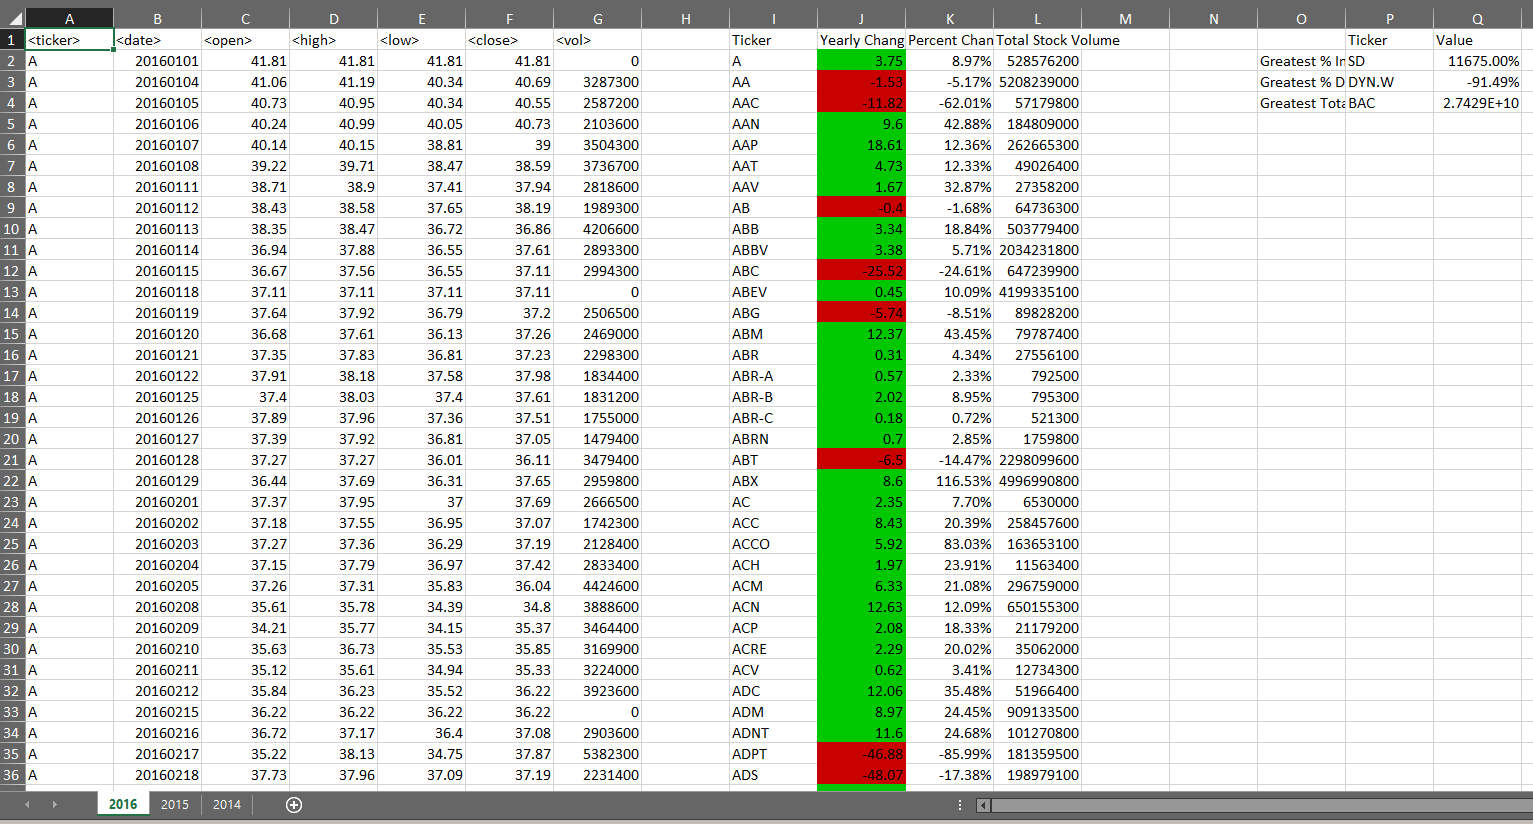 A B C D E F G H I J K L M N O P Q
1 <ticker> <date> <open> <high> <low> <close> <vol> Ticker Yearly Chang Percent Chan Total Stock Volume Ticker Value
2 A 20160101 41.81 41.81 41.81 41.81 0 A 3.75 8.97% 528576200 Greatest % In SD 11675.00%
3 A 20160104 41.06 41.19 40.34 40.69 3287300 AA -1.53 -5.17% 5208239000 Greatest % D DYN.W -91.49%
4 A 20160105 40.73 40.95 40.34 40.55 2587200 AAC -11.82 -62.01% 57179800 Greatest Tota BAC 2.7429E+10
5 A 20160106 40.24 40.99 40.05 40.73 2103600 AAN 9.6 42.88% 184809000
6 A 20160107 40.14 40.15 38.81 39 3504300 AAP 18.61 12.36% 262665300
7 A 20160108 39.22 39.71 38.47 38.59 3736700 AAT 4.73 12.33% 49026400
8 A 20160111 38.71 38.9 37.41 37.94 2818600 AAV 1.67 32.87% 27358200
9 A 20160112 38.43 38.58 37.65 38.19 1989300 AB -0.4 -1.68% 64736300
10 A 20160113 38.35 38.47 36.72 36.86 4206600 ABB 3.34 18.84% 503779400
11 A 20160114 36.94 37.88 36.55 37.61 2893300 ABBV 3.38 5.71% 2034231800
12 A 20160115 36.67 37.56 36.55 37.11 2994300 ABC -25.52 -24.61% 647239900
13 A 20160118 37.11 37.11 37.11 37.11 0 ABEV 0.45 10.09% 4199335100
14 A 20160119 37.64 37.92 36.79 37.2 2506500 ABG -5.74 -8.51% 89828200
15 A 20160120 36.68 37.61 36.13 37.26 2469000 ABM 12.37 43.45% 79787400
16 A 20160121 37.35 37.83 36.81 37.23 2298300 ABR 0.31 4.34% 27556100
17 A 20160122 37.91 38.18 37.58 37.98 1834400 ABR-A 0.57 2.33% 792500
18 A 20160125 37.4 38.03 37.4 37.61 1831200 ABR-B 2.02 8.95% 795300
19 A 20160126 37.89 37.96 37.36 37.51 1755000 ABR-C 0.18 0.72% 521300
20 A 20160127 37.39 37.92 36.81 37.05 1479400 ABRN 0.7 2.85% 1759800
21 A 20160128 37.27 37.27 36.01 36.11 3479400 ABT -6.5 -14.47% 2298099600
22 A 20160129 36.44 37.69 36.31 37.65 2959800 ABX 8.6 116.53% 4996990800
23 A 20160201 37.37 37.95 37 37.69 2666500 AC 2.35 7.70% 6530000
24 A 20160202 37.18 37.55 36.95 37.07 1742300 ACC 8.43 20.39% 258457600
25 A 20160203 37.27 37.36 36.29 37.19 2128400 ACCO 5.92 83.03% 163653100
26 A 20160204 37.15 37.79 36.97 37.42 2833400 ACH 1.97 23.91% 11563400
27 A 20160205 37.26 37.31 35.83 36.04 4424600 ACM 6.33 21.08% 296759000
28 A 20160208 35.61 35.78 34.39 34.8 3888600 ACN 12.63 12.09% 650155300
29 A 20160209 34.21 35.77 34.15 35.37 3464400 ACP 2.08 18.33% 21179200
30 A 20160210 35.63 36.73 35.53 35.85 3169900 ACRE 2.29 20.02% 35062000
31 A 20160211 35.12 35.61 34.94 35.33 3224000 ACV 0.62 3.41% 12734300
32 A 20160212 35.84 36.23 35.52 36.22 3923600 ADC 12.06 35.48% 51966400
33 A 20160215 36.22 36.22 36.22 36.22 0 ADM 8.97 24.45% 909133500
34 A 20160216 36.72 37.17 36.4 37.08 2903600 ADNT 11.6 24.68% 101270800
35 A 20160217 35.22 38.13 34.75 37.87 5382300 ADPT -46.88 -85.99% 181359500
36 A 20160218 37.73 37.96 37.09 37.19 2231400 ADS -48.07 -17.38% 198979100
2016 2015 2014